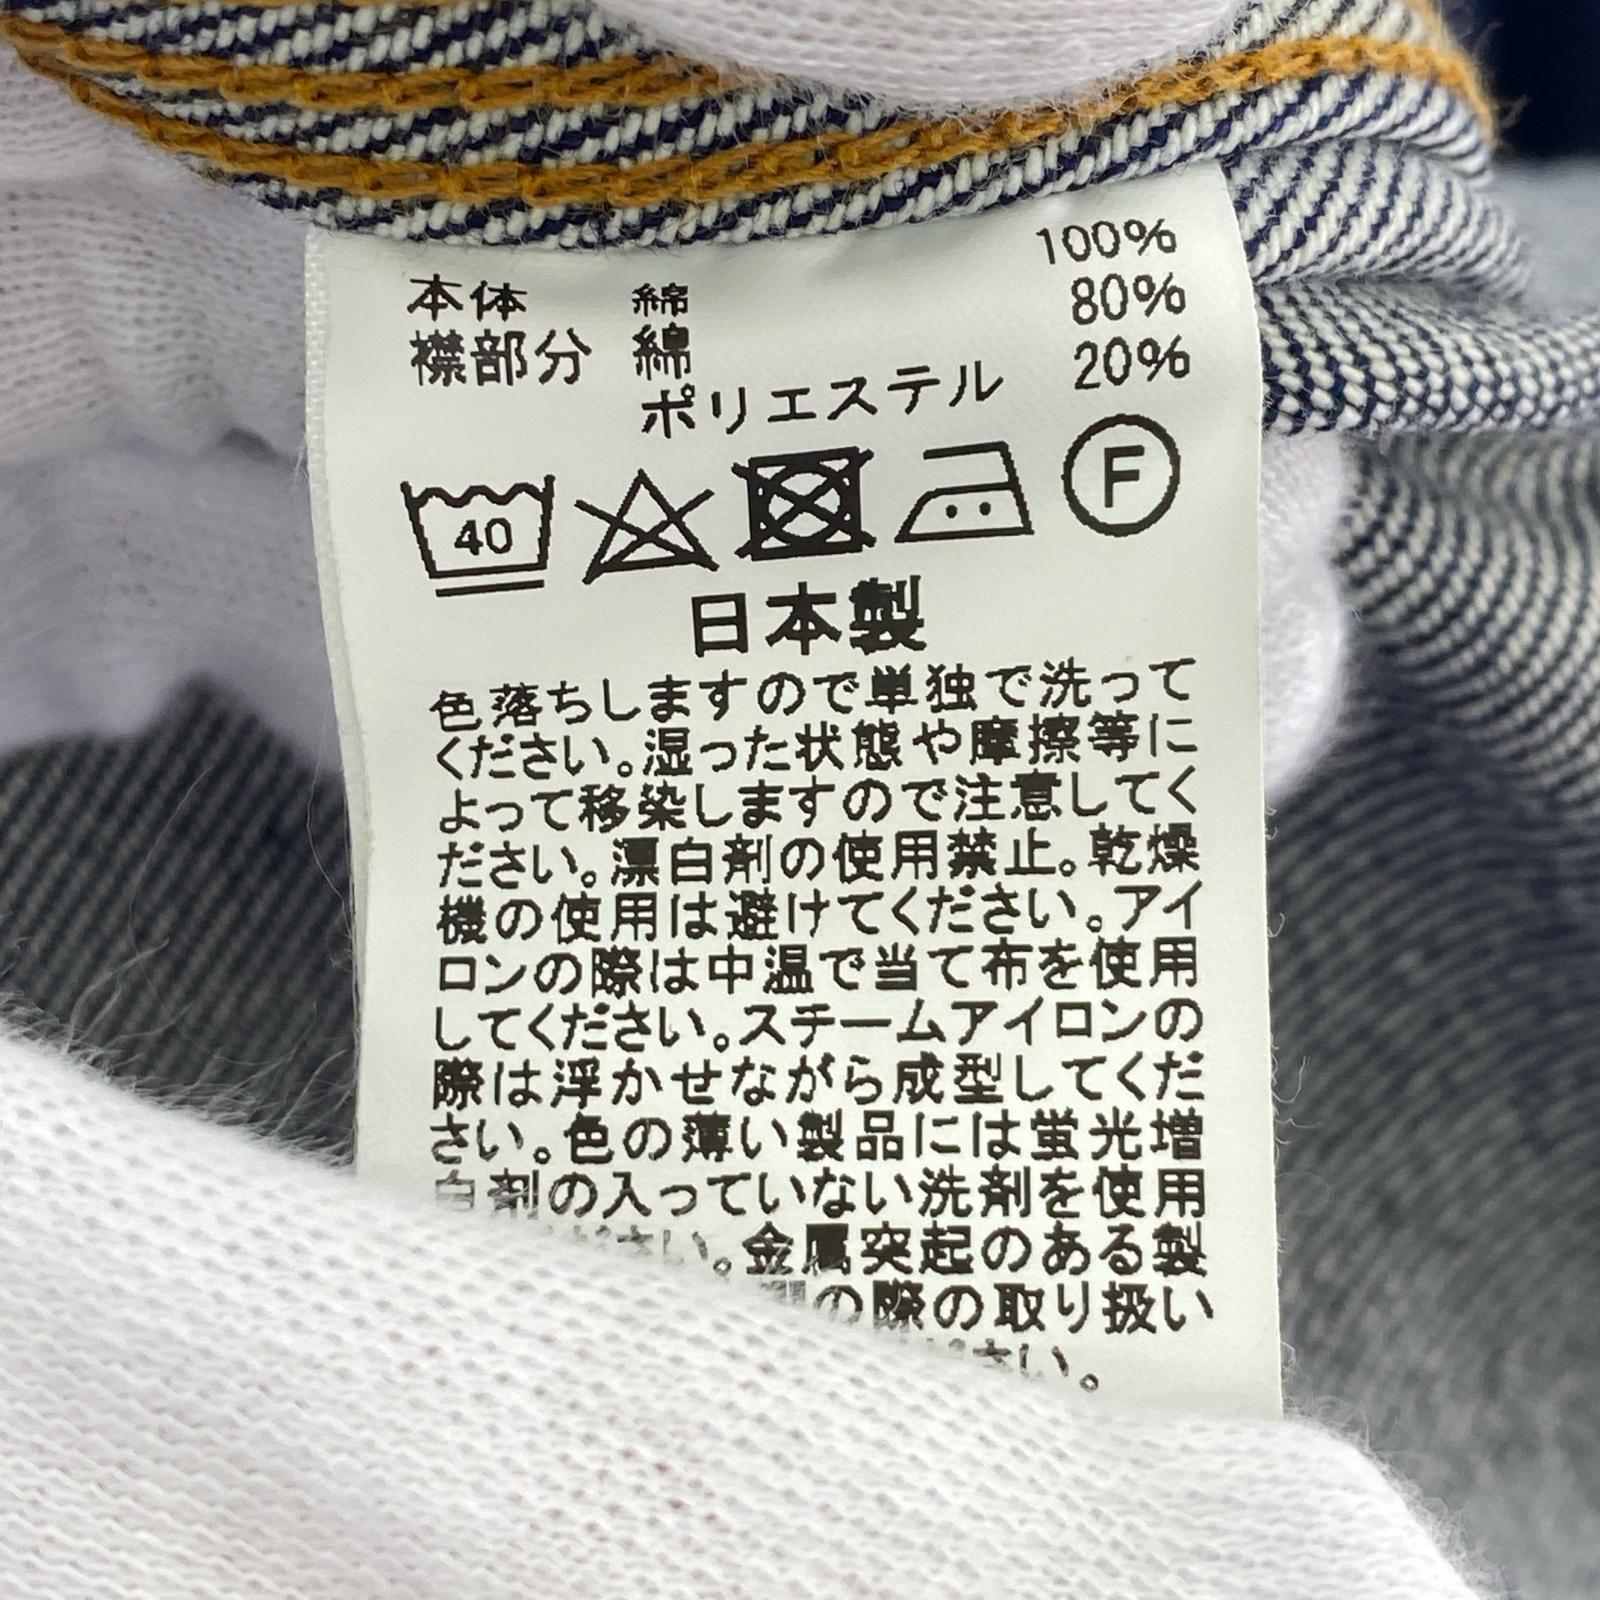 本体 綿 100%
襟部分 綿 80%
ポリエステル 20%
40 F
日本製
色落ちしますので単独で洗って
ください。湿った状態や摩擦等に
よって移染しますので注意してく
ださい。漂白剤の使用禁止。乾燥
機の使用は避けてください。アイ
ロンの際は中温で当て布を使用
してください。スチームアイロンの
際は浮かせながら成型してくだ
さい。色の薄い製品には蛍光増
白剤の入っていない洗剤を使用
ださい。金属突起のある製
の際の取り扱い
ださい。